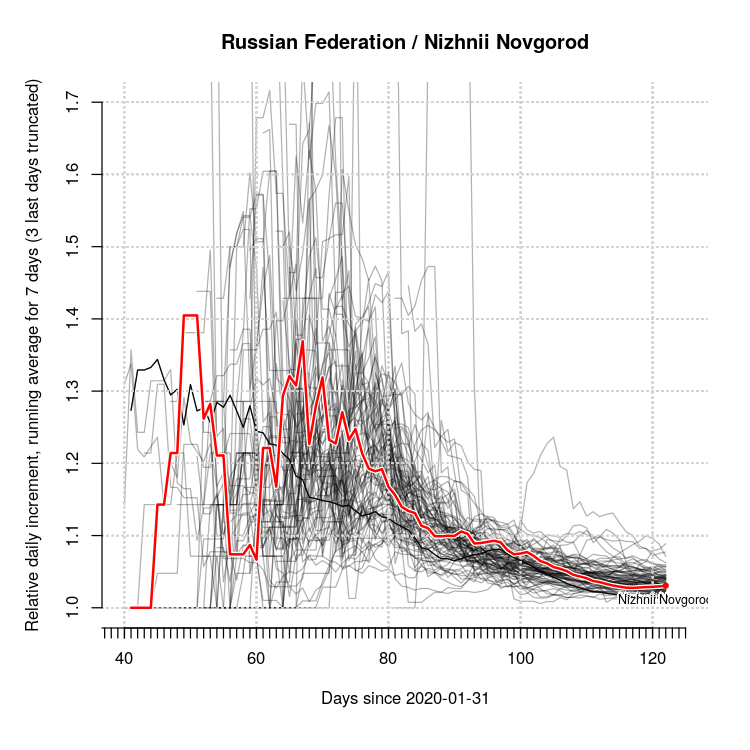 Russian Federation / Nizhnii Novgorod
Relative daily increment, running average for 7 days (3 last days truncated)
1.7
1.6
1.5
1.4
1.3
1.2
1.1
1.0
Nizhnii Novgorod
40 60 80 100 120
Days since 2020-01-31